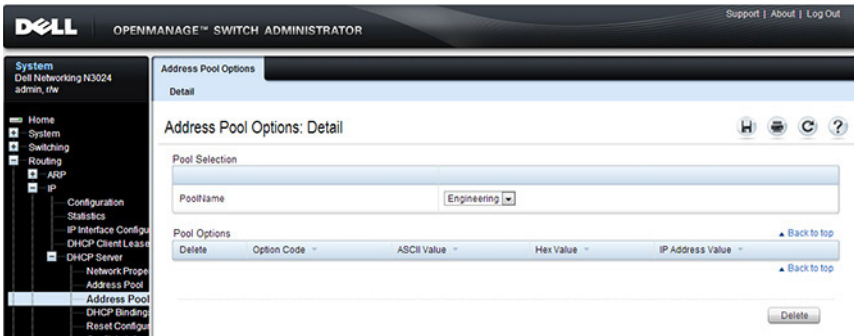 DELL
OPENMANAGE™ SWITCH ADMINISTRATOR
Support | About | Log Out
System
Dell Networking N3024
admin, r/w
Home
System
Switching
Routing
ARP
IP
Configuration
Statistics
IP Interface Configu
DHCP Client Lease
DHCP Server
Network Prope
Address Pool
Address Pool
DHCP Binding
Reset Configur
Address Pool Options
Detail
Address Pool Options: Detail
Pool Selection
PoolName Engineering
Pool Options Back to top
Delete Option Code ASCII Value Hex Value IP Address Value
Back to top
Delete